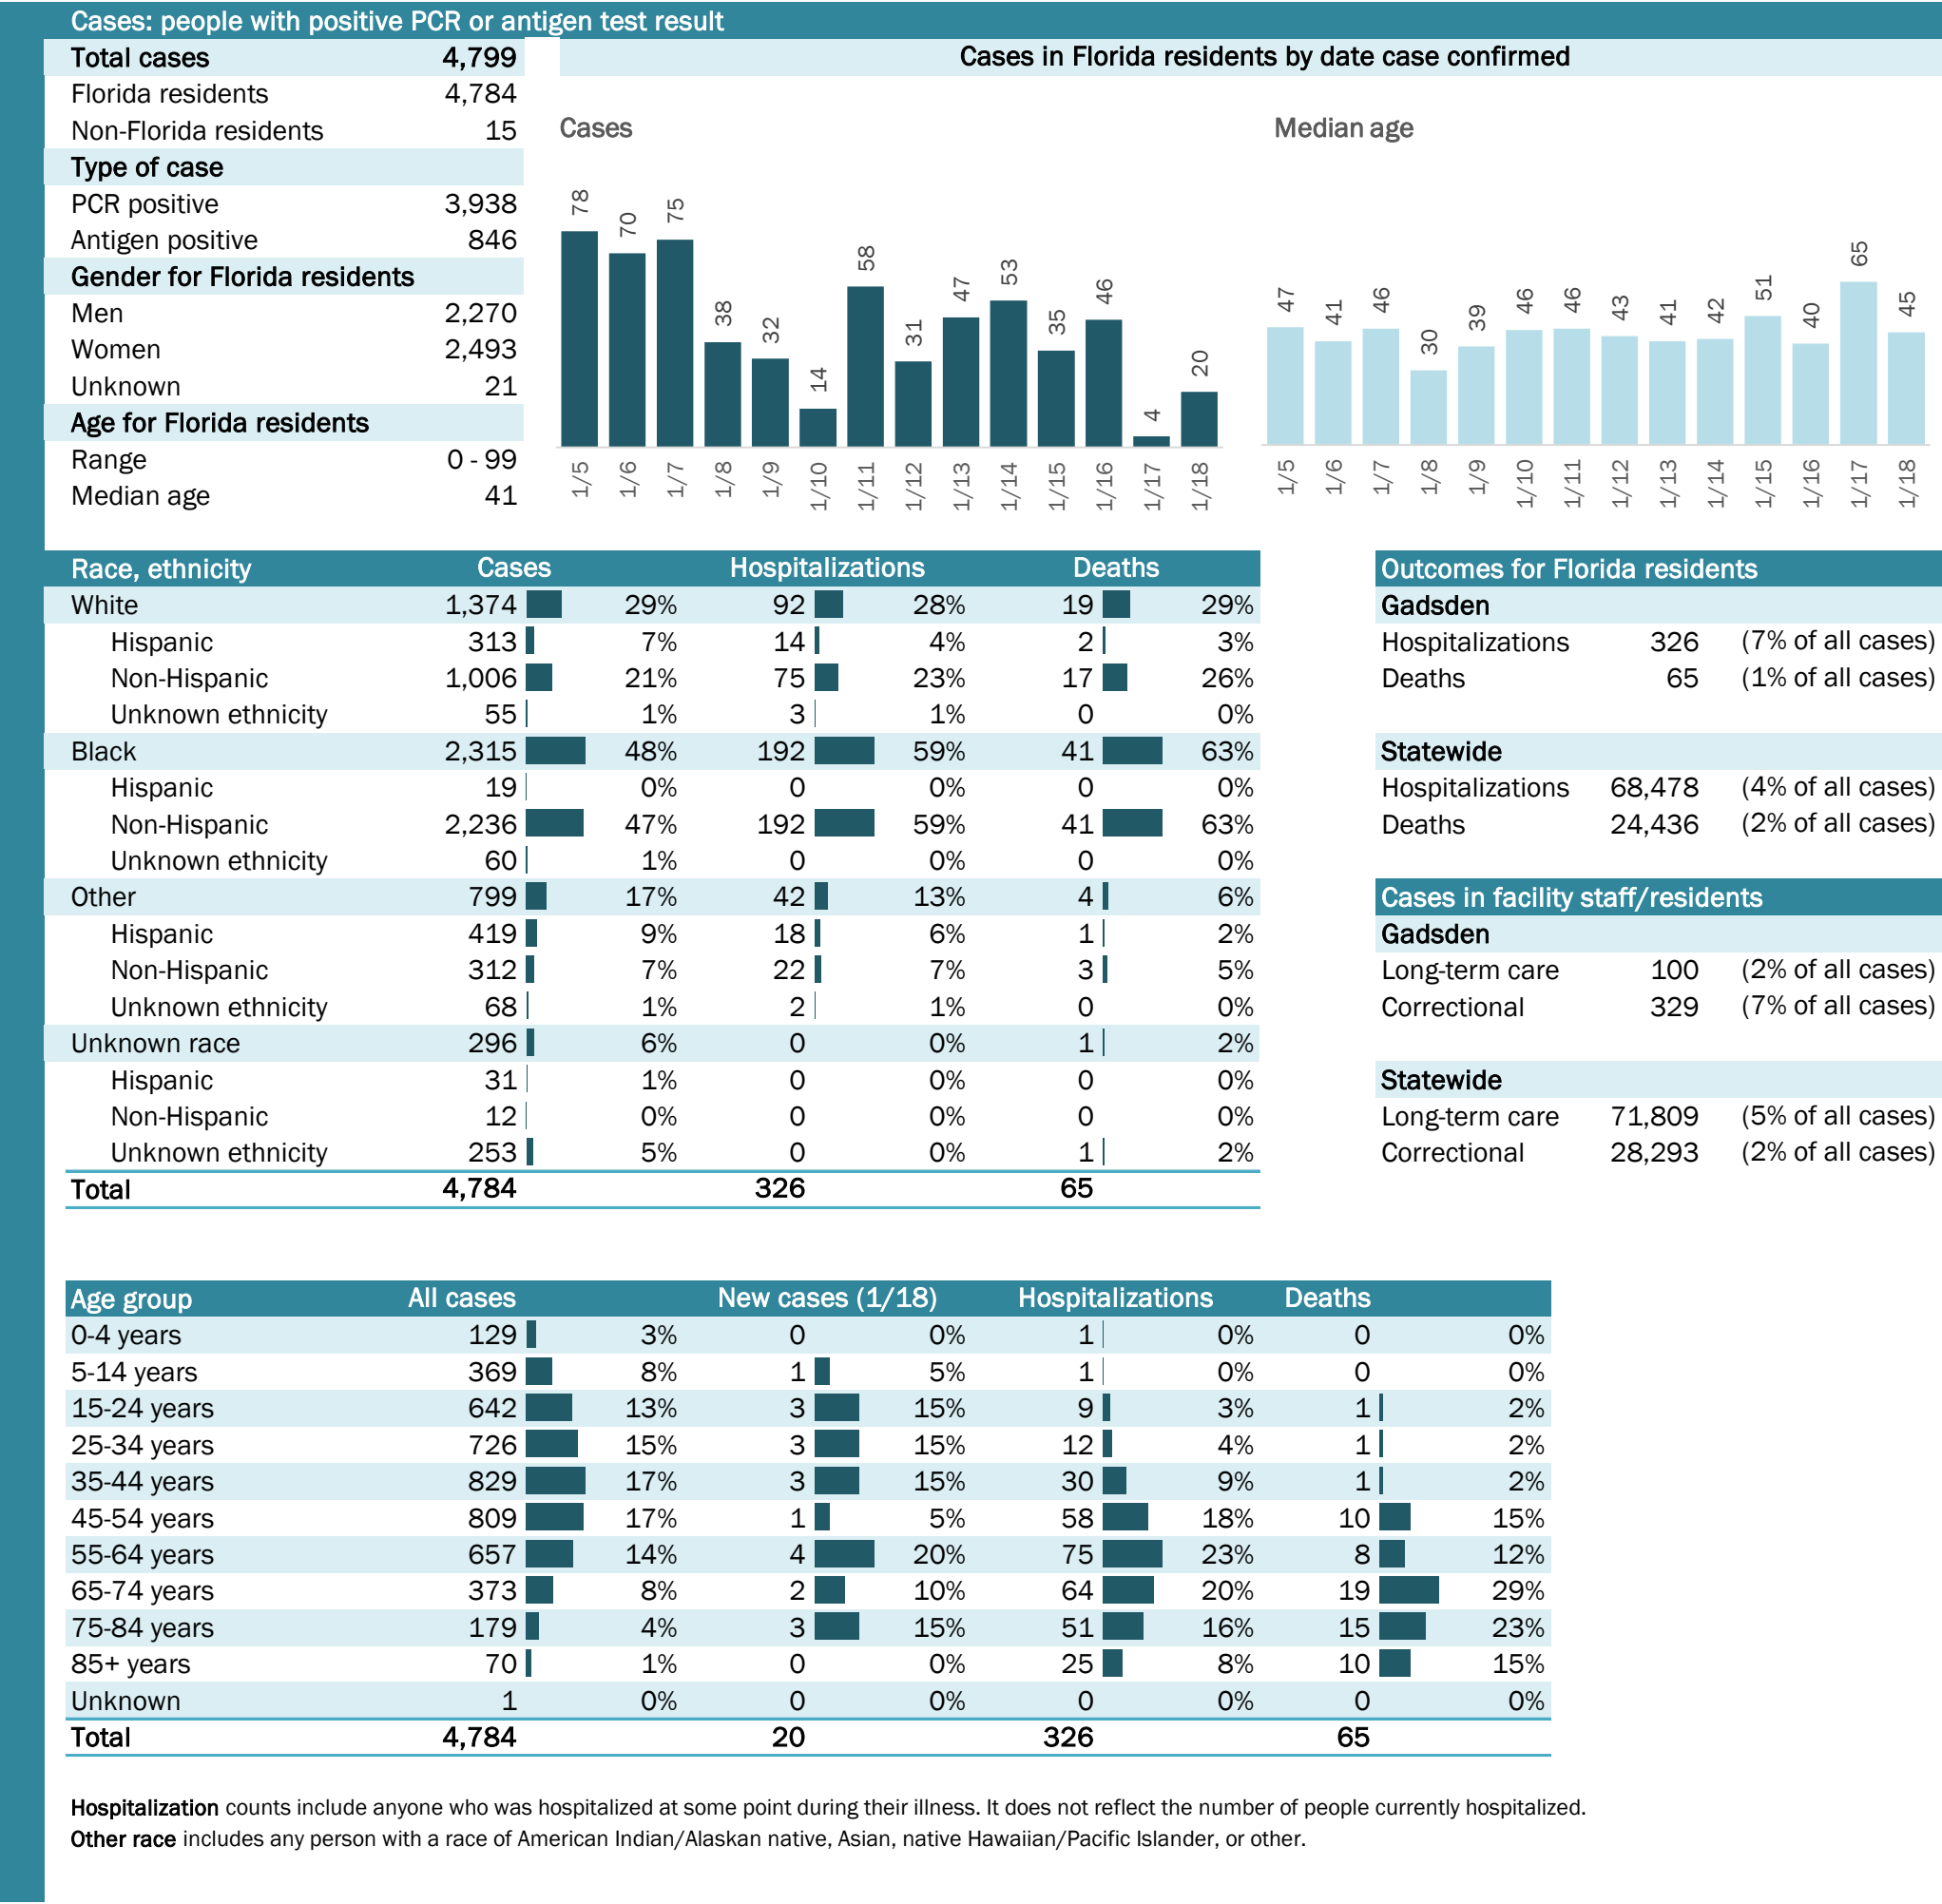 Cases: people with positive PCR or antigen test result
Total cases 4,799
Florida residents 4,784
Non-Florida residents 15
Type of case
PCR positive 3,938
Antigen positive 846
Gender for Florida residents
Men 2,270
Women 2,493
Unknown 21
Age for Florida residents
Range 0 - 99
Median age 41
Cases in Florida residents by date case confirmed
Cases
78 70 75 38 32 14 58 31 47 53 35 46 4 20
1/5 1/6 1/7 1/8 1/9 1/10 1/11 1/12 1/13 1/14 1/15 1/16 1/17 1/18
Median age
47 41 46 30 39 46 46 43 41 42 51 40 65 45
1/5 1/6 1/7 1/8 1/9 1/10 1/11 1/12 1/13 1/14 1/15 1/16 1/17 1/18
Race, ethnicity Cases Hospitalizations Deaths
White 1,374 29% 92 28% 19 29%
Hispanic 313 7% 14 4% 2 3%
Non-Hispanic 1,006 21% 75 23% 17 26%
Unknown ethnicity 55 1% 3 1% 0 0%
Black 2,315 48% 192 59% 41 63%
Hispanic 19 0% 0 0% 0 0%
Non-Hispanic 2,236 47% 192 59% 41 63%
Unknown ethnicity 60 1% 0 0% 0 0%
Other 799 17% 42 13% 4 6%
Hispanic 419 9% 18 6% 1 2%
Non-Hispanic 312 7% 22 7% 3 5%
Unknown ethnicity 68 1% 2 1% 0 0%
Unknown race 296 6% 0 0% 1 2%
Hispanic 31 1% 0 0% 0 0%
Non-Hispanic 12 0% 0 0% 0 0%
Unknown ethnicity 253 5% 0 0% 1 2%
Total 4,784 326 65
Outcomes for Florida residents
Gadsden
Hospitalizations 326 (7% of all cases)
Deaths 65 (1% of all cases)
Statewide
Hospitalizations 68,478 (4% of all cases)
Deaths 24,436 (2% of all cases)
Cases in facility staff/residents
Gadsden
Long-term care 100 (2% of all cases)
Correctional 329 (7% of all cases)
Statewide
Long-term care 71,809 (5% of all cases)
Correctional 28,293 (2% of all cases)
Age group All cases New cases (1/18) Hospitalizations Deaths
0-4 years 129 3% 0 0% 1 0% 0 0%
5-14 years 369 8% 1 5% 1 0% 0 0%
15-24 years 642 13% 3 15% 9 3% 1 2%
25-34 years 726 15% 3 15% 12 4% 1 2%
35-44 years 829 17% 3 15% 30 9% 1 2%
45-54 years 809 17% 1 5% 58 18% 10 15%
55-64 years 657 14% 4 20% 75 23% 8 12%
65-74 years 373 8% 2 10% 64 20% 19 29%
75-84 years 179 4% 3 15% 51 16% 15 23%
85+ years 70 1% 0 0% 25 8% 10 15%
Unknown 1 0% 0 0% 0 0% 0 0%
Total 4,784 20 326 65
Hospitalization counts include anyone who was hospitalized at some point during their illness. It does not reflect the number of people currently hospitalized.
Other race includes any person with a race of American Indian/Alaskan native, Asian, native Hawaiian/Pacific Islander, or other.